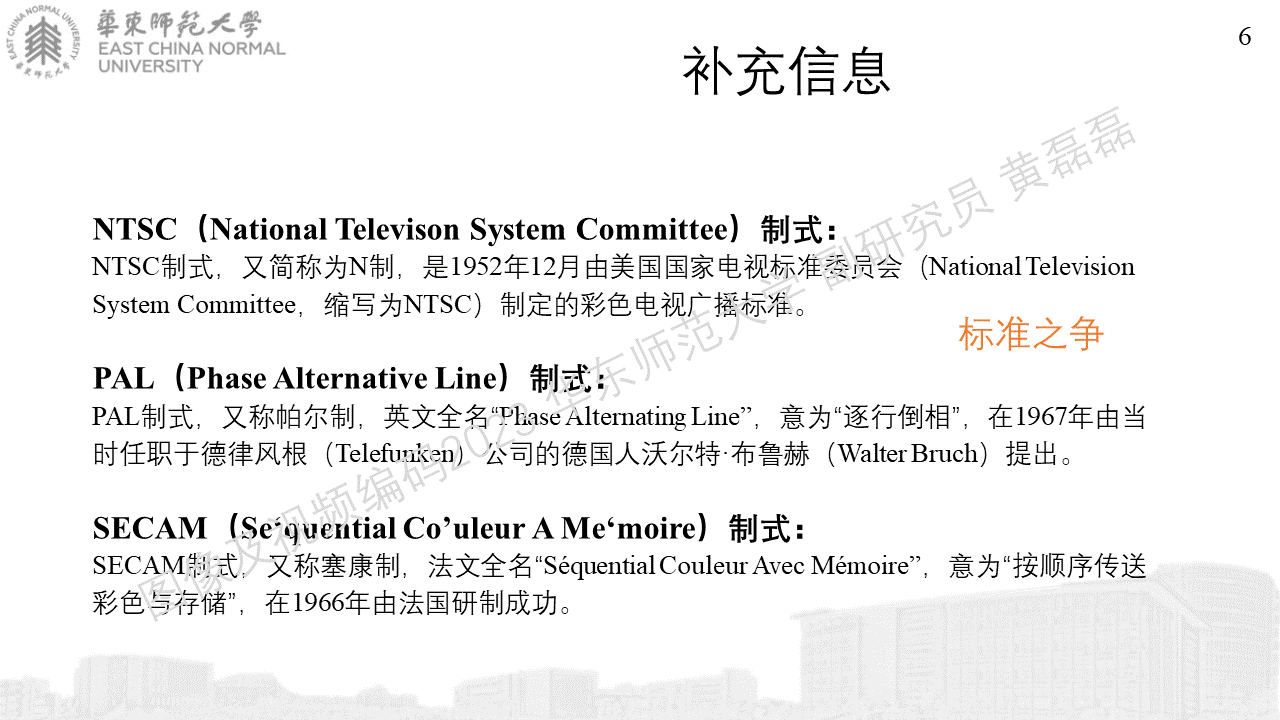 華東師范大學
EAST CHINA NORMAL
UNIVERSITY
EAST CHINA NORMAL UNIVERSITY
華東师范大学
6
补充信息
NTSC（National Televison System Committee）制式：
NTSC制式，又简称为N制，是1952年12月由美国国家电视标准委员会（National Television
System Committee，缩写为NTSC）制定的彩色电视广播标准。
标准之争
PAL（Phase Alternative Line）制式：
PAL制式，又称帕尔制，英文全名“Phase Alternating Line”，意为“逐行倒相”，在1967年由当
时任职于德律风根（Telefunken）公司的德国人沃尔特·布鲁赫（Walter Bruch）提出。
SECAM（Se‘quential Co’uleur A Me‘moire）制式：
SECAM制式，又称塞康制，法文全名“Séquential Couleur Avec Mémoire”，意为“按顺序传送
彩色与存储”，在1966年由法国研制成功。
图像及视频编码2023 华东师范大学 副研究员 黄磊磊